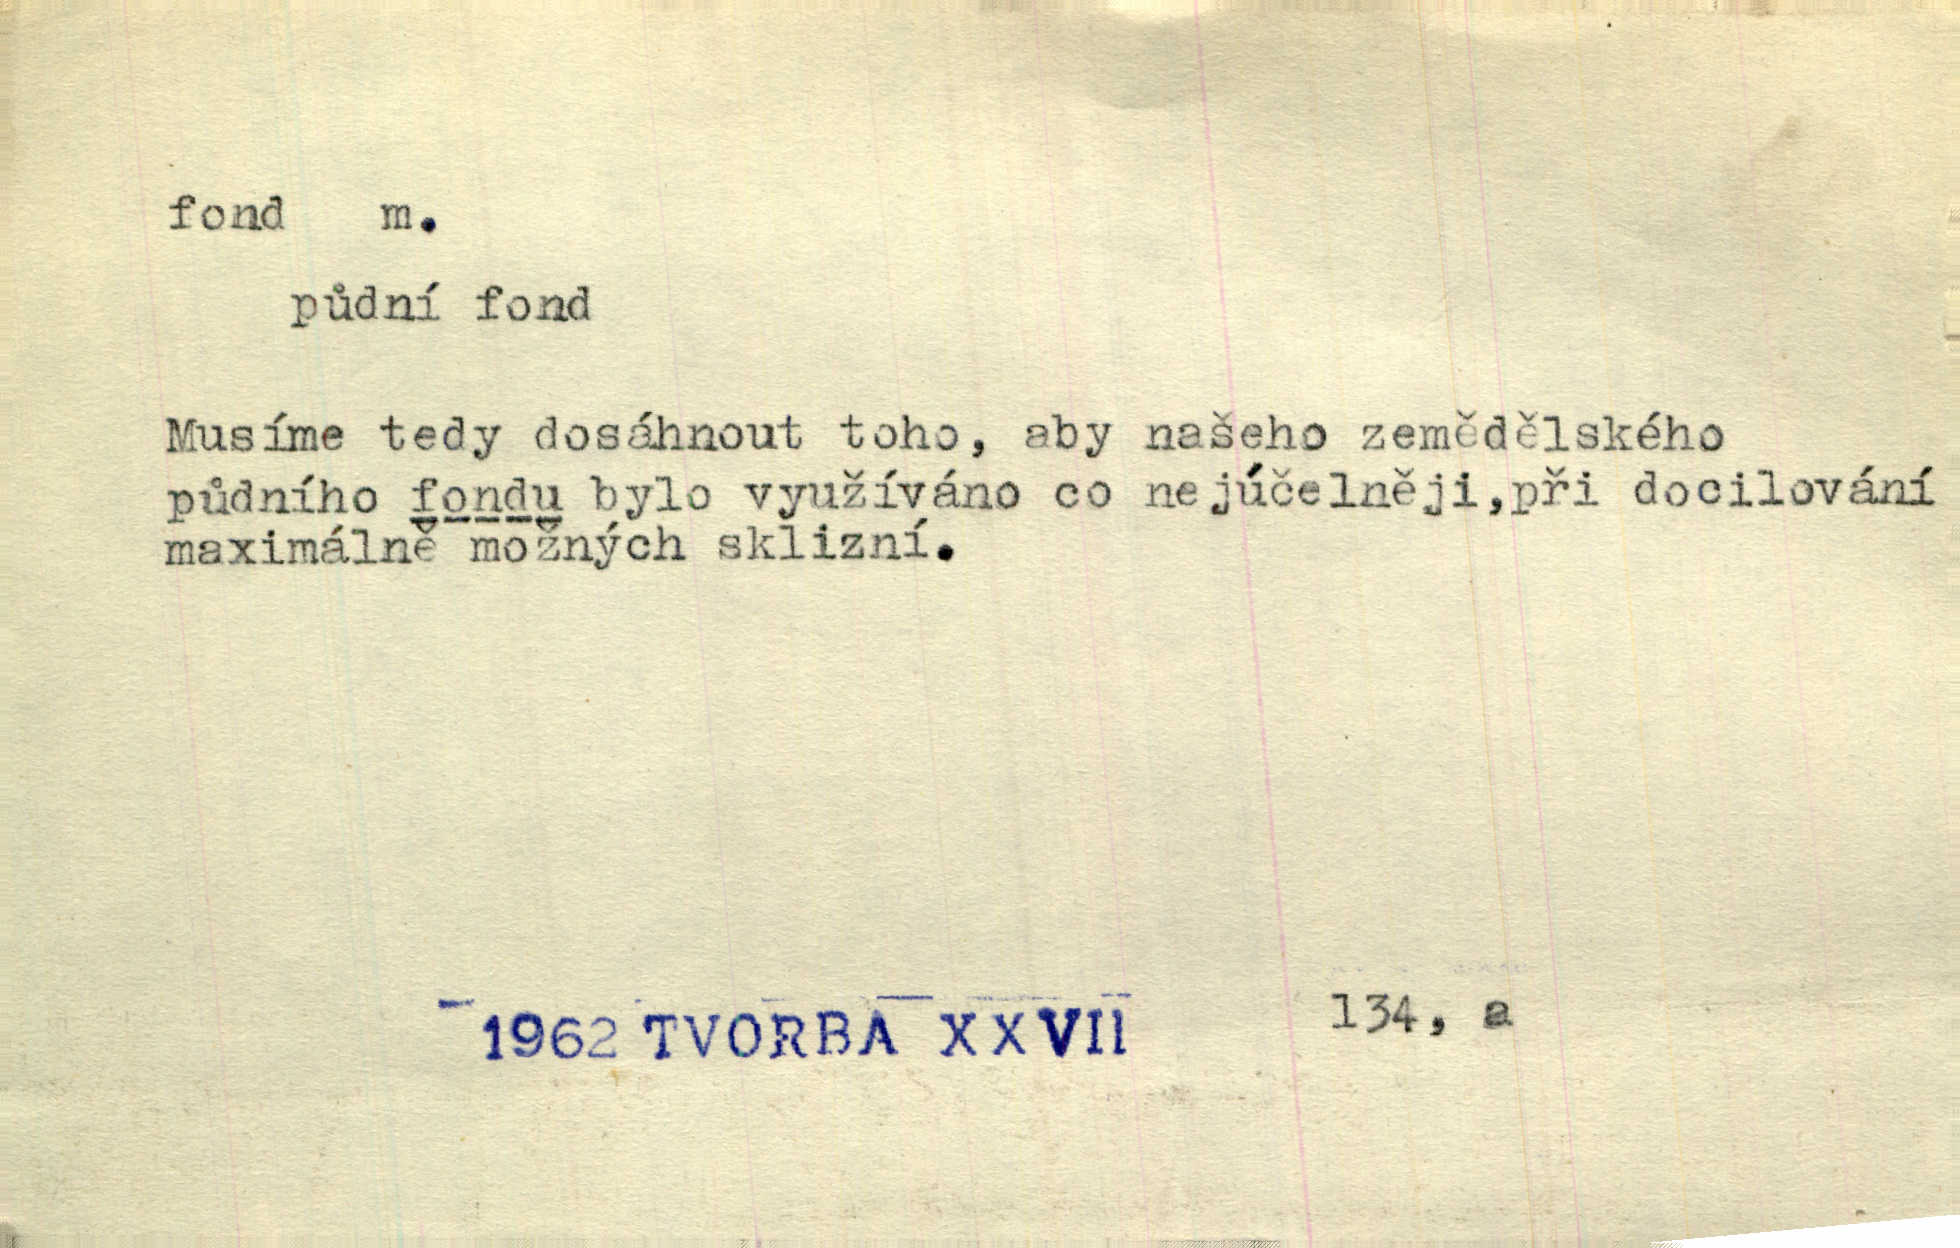 fond m.
půdní fond
Musíme tedy dosáhnout toho, aby našeho zemědělského
půdního fondu bylo využíváno co nejúčelněji,při docilování
maximálně možných sklizní.
1962 TVORBA XXVII 134, a